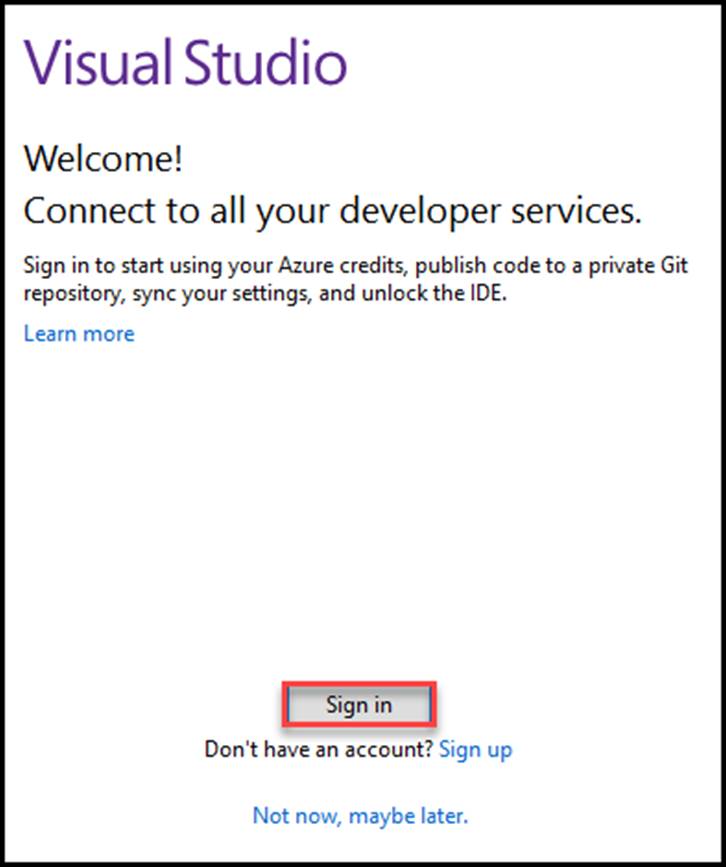 Visual Studio
Welcome!
Connect to all your developer services.
Sign in to start using your Azure credits, publish code to a private Git
repository, sync your settings, and unlock the IDE.
Learn more
Sign in
Don't have an account? Sign up
Not now, maybe later.